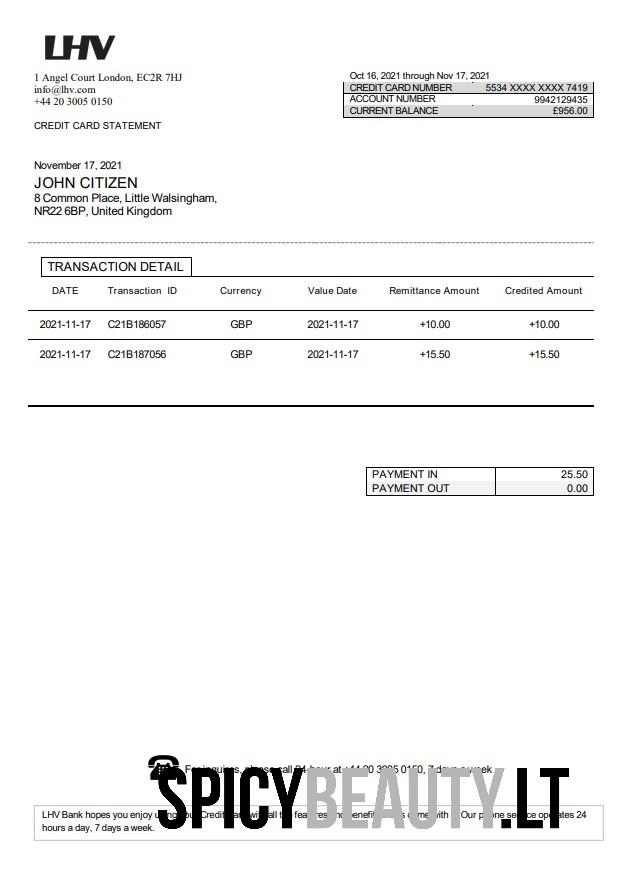 LHV
1 Angel Court London, EC2R 7HJ
info@lhv.com
+44 20 3005 0150
CREDIT CARD STATEMENT
Oct 16, 2021 through Nov 17, 2021
CREDIT CARD NUMBER 5534 XXXX XXXX 7419
ACCOUNT NUMBER 9942129435
CURRENT BALANCE £956.00
November 17, 2021
JOHN CITIZEN
8 Common Place, Little Walsingham,
NR22 6BP, United Kingdom
TRANSACTION DETAIL
DATE Transaction ID Currency Value Date Remittance Amount Credited Amount
2021-11-17 C21B186057 GBP 2021-11-17 +10.00 +10.00
2021-11-17 C21B187056 GBP 2021-11-17 +15.50 +15.50
PAYMENT IN 25.50
PAYMENT OUT 0.00
For inquires, please call 24-hour at +44 20 3005 0150, 7 days a week
SPICYBEAUTY.LT
LHV Bank hopes you enjoy using your Credit Card with all the features and benefits comes with Our phone service operates 24
hours a day, 7 days a week.